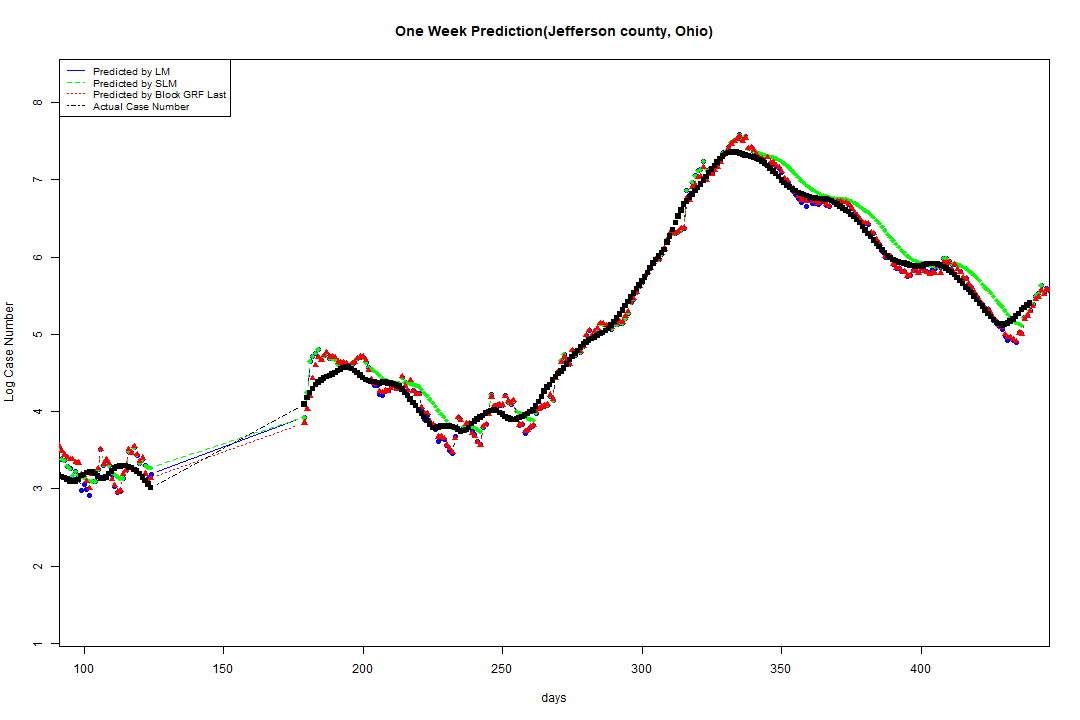 One Week Prediction(Jefferson county, Ohio)
Predicted by LM
Predicted by SLM
Predicted by Block GRF Last
Actual Case Number
Log Case Number
8
7
6
5
4
3
2
1
100 150 200 250 300 350 400
days